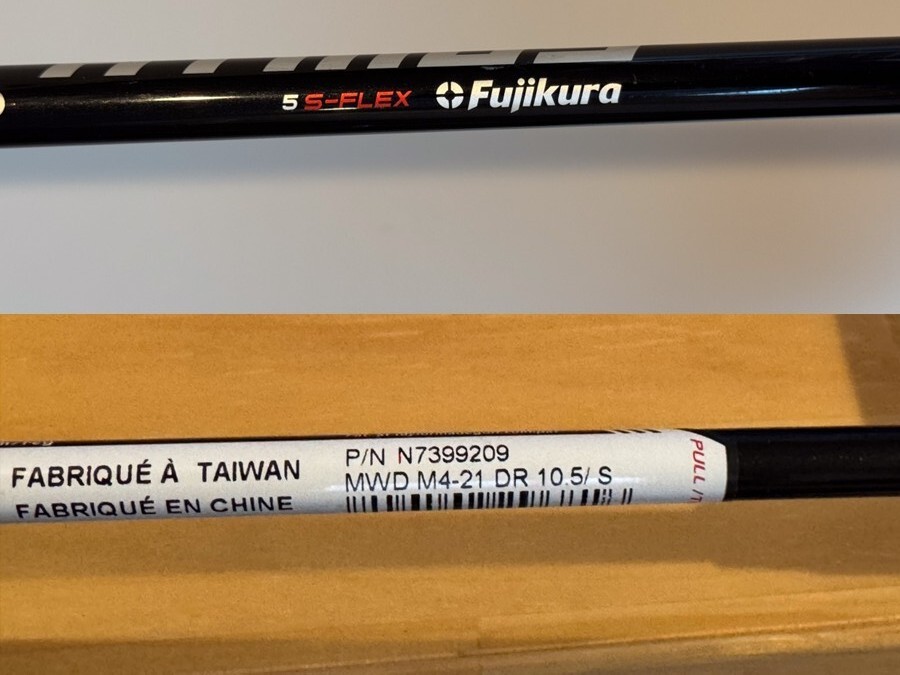 5 S-FLEX Fujikura
FABRIQUÉ À TAIWAN
FABRIQUÉ EN CHINE
P/N N7399209
MWD M4-21 DR 10.5/ S
PULL